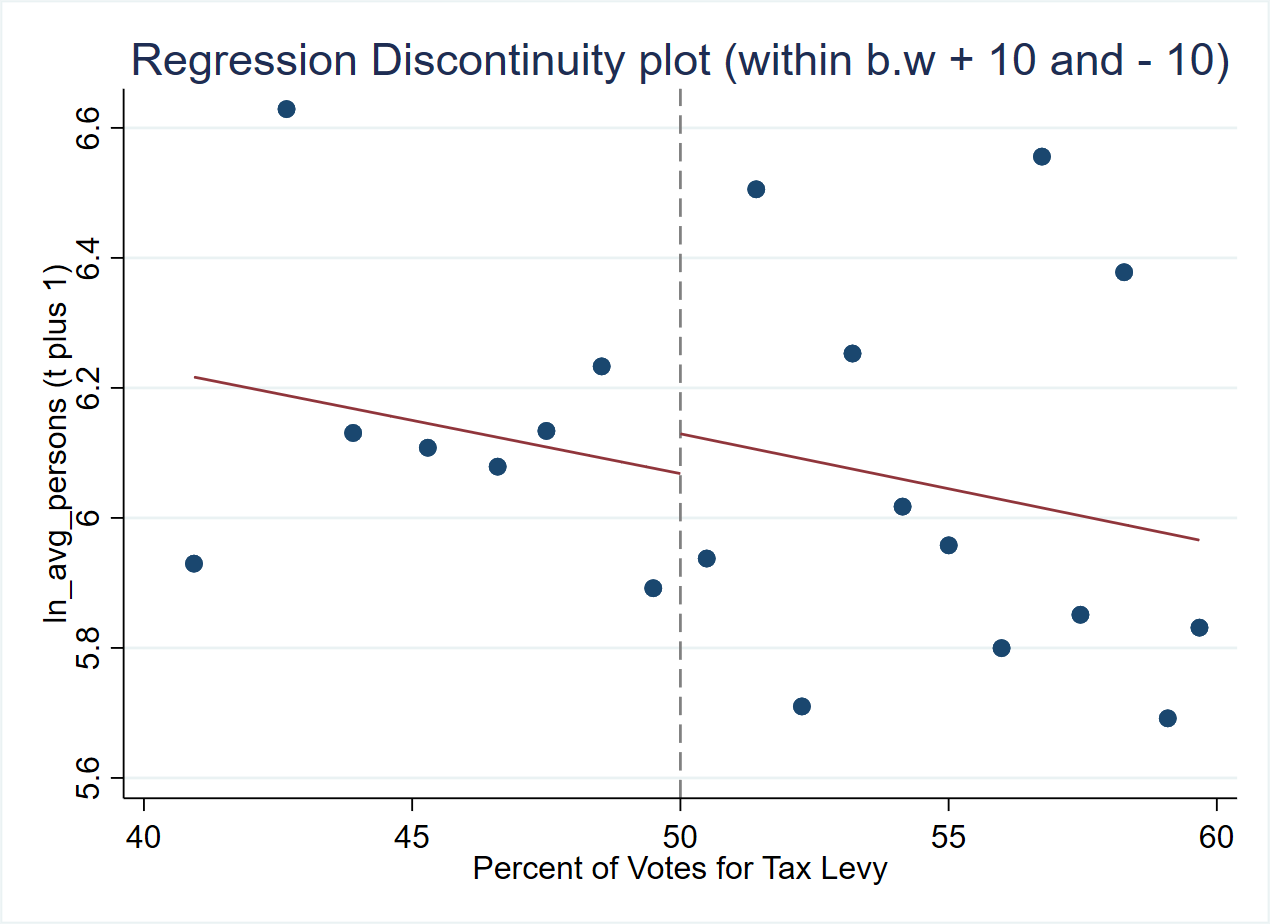 Regression Discontinuity plot (within b.w + 10 and - 10)
ln_avg_persons (t plus 1)
6.6
6.4
6.2
6
5.8
5.6
40 45 50 55 60
Percent of Votes for Tax Levy